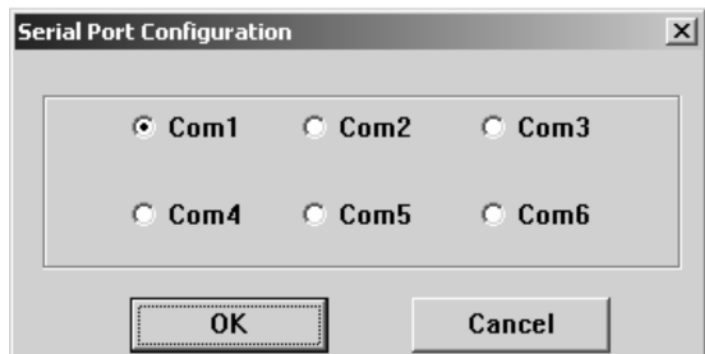 Serial Port Configuration
Com1 Com2 Com3
Com4 Com5 Com6
OK Cancel